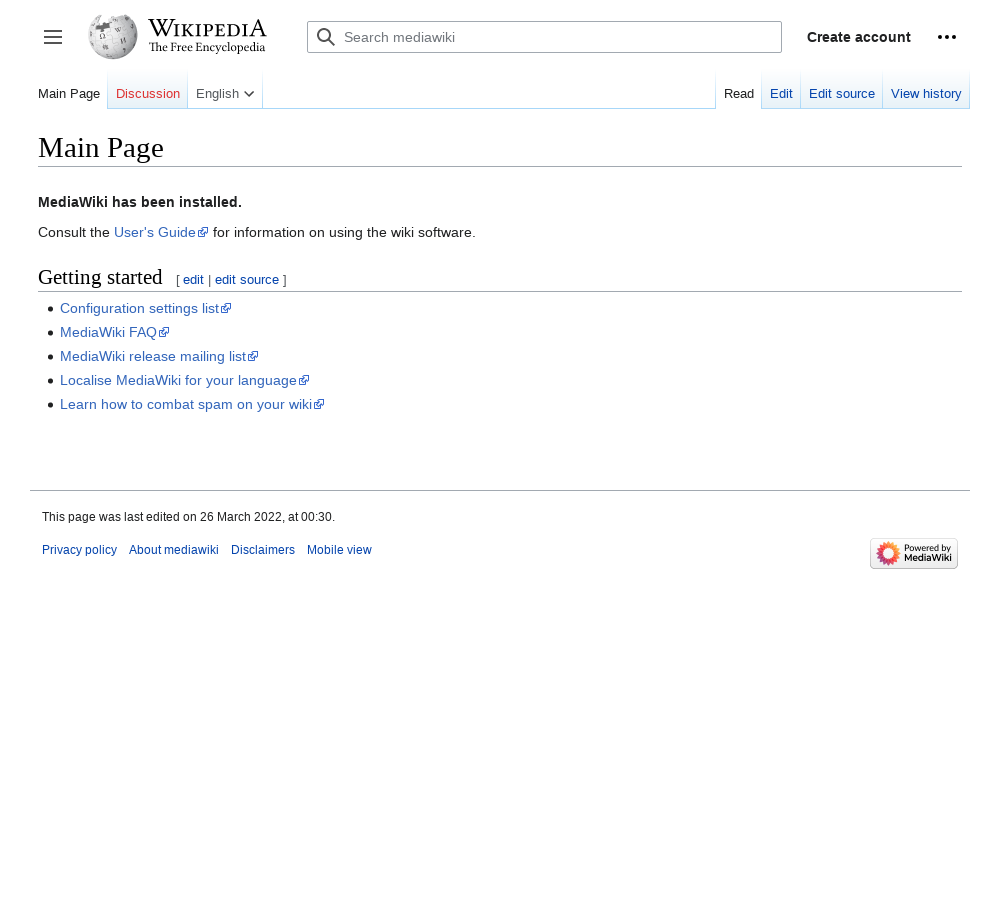 WIKIPEDIA
The Free Encyclopedia
Search mediawiki
Create account
Main Page
Discussion
English
Read
Edit
Edit source
View history
Main Page
MediaWiki has been installed.
Consult the User's Guide for information on using the wiki software.
Getting started [ edit | edit source ]
Configuration settings list
MediaWiki FAQ
MediaWiki release mailing list
Localise MediaWiki for your language
Learn how to combat spam on your wiki
This page was last edited on 26 March 2022, at 00:30.
Privacy policy
About mediawiki
Disclaimers
Mobile view
Powered by
MediaWiki